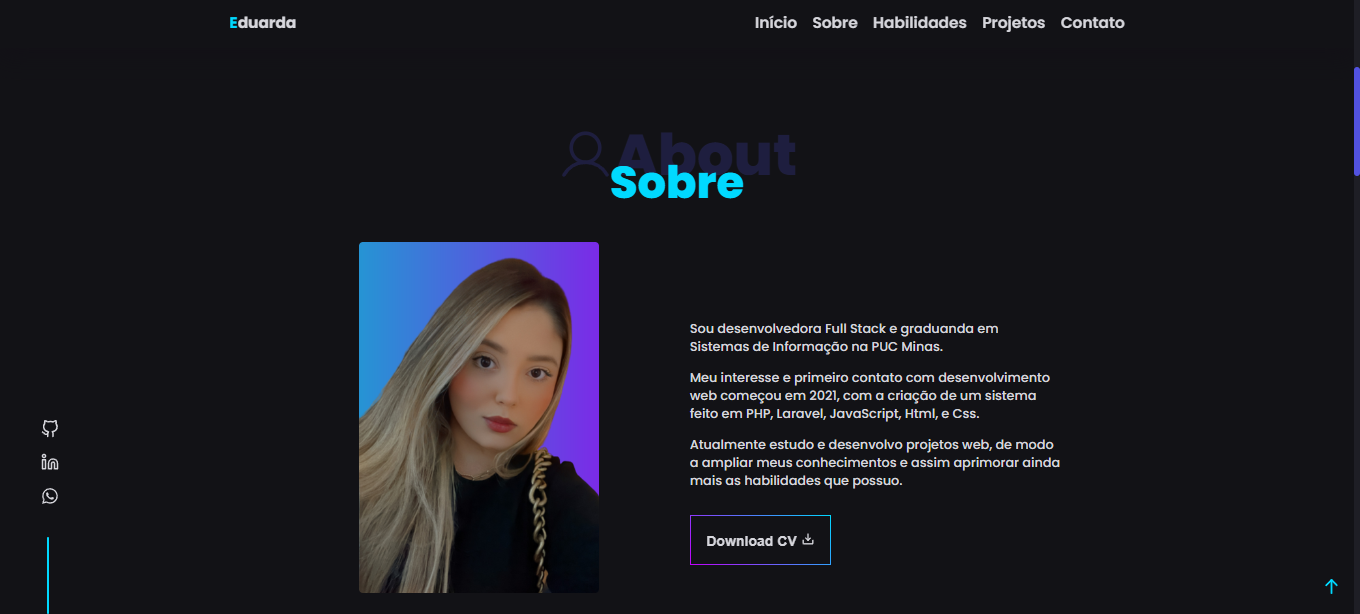 Eduarda
Início Sobre Habilidades Projetos Contato
About
Sobre
Sou desenvolvedora Full Stack e graduanda em
Sistemas de Informação na PUC Minas.
Meu interesse e primeiro contato com desenvolvimento
web começou em 2021, com a criação de um sistema
feito em PHP, Laravel, JavaScript, Html, e Css.
Atualmente estudo e desenvolvo projetos web, de modo
a ampliar meus conhecimentos e assim aprimorar ainda
mais as habilidades que possuo.
Download CV